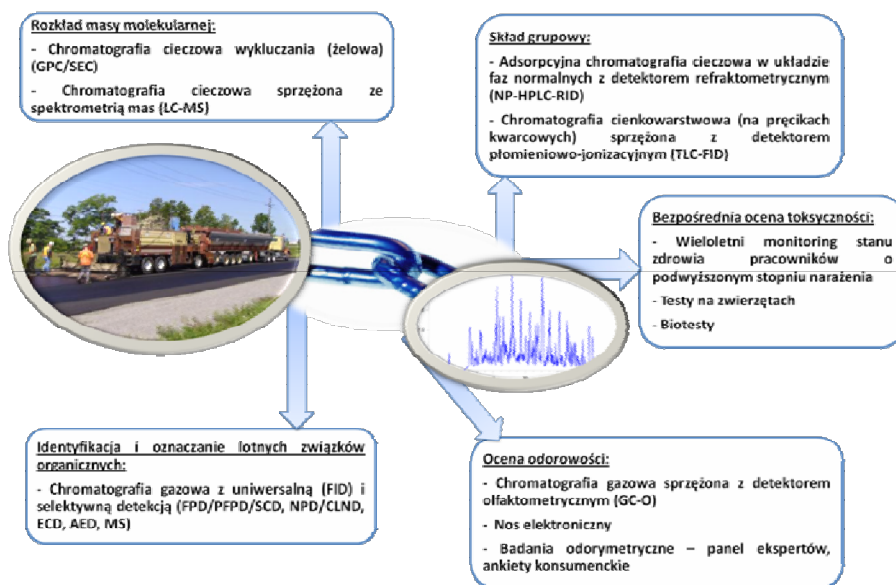 Rozkład masy molekularnej:
- Chromatografia cieczowa wykluczania (żelowa)
(GPC/SEC)
- Chromatografia cieczowa sprzężona ze
spektrometrią mas (LC-MS)
Skład grupowy:
- Adsorpcyjna chromatografia cieczowa w układzie
faz normalnych z detektorem refraktometrycznym
(NP-HPLC-RID)
- Chromatografia cienkowarstwowa (na pręcikach
kwarcowych) sprzężona z detektorem
płomieniowo-jonizacyjnym (TLC-FID)
Bezpośrednia ocena toksyczności:
- Wieloletni monitoring stanu
zdrowia pracowników o
podwyższonym stopniu narażenia
- Testy na zwierzętach
- Biotesty
Identyfikacja i oznaczanie lotnych związków
organicznych:
- Chromatografia gazowa z uniwersalną (FID) i
selektywną detekcją (FPD/PFPD/SCD, NPD/CLND,
ECD, AED, MS)
Ocena odorowości:
- Chromatografia gazowa sprzężona z detektorem
olfaktometrycznym (GC-O)
- Nos elektroniczny
- Badania odorymetryczne – panel ekspertów,
ankiety konsumenckie